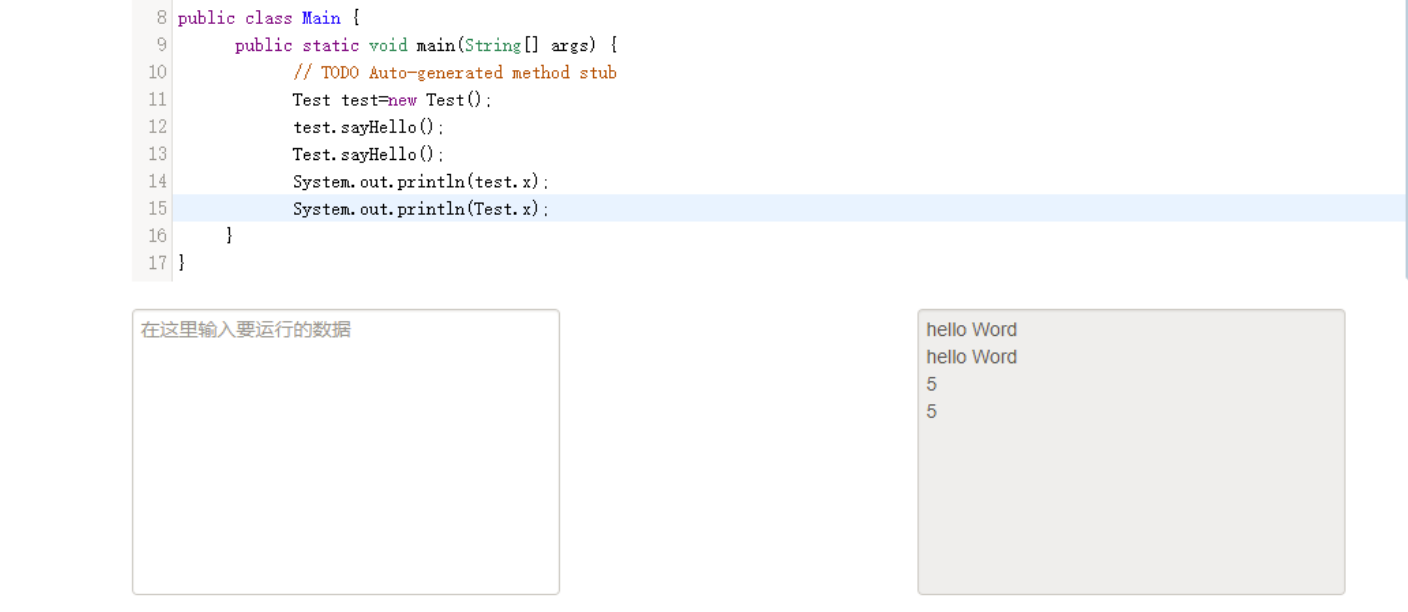 8 public class Main {
9 public static void main(String[] args) {
10 // TODO Auto-generated method stub
11 Test test=new Test();
12 test.sayHello();
13 Test.sayHello();
14 System.out.println(test.x);
15 System.out.println(Test.x);
16 }
17 }
在这里输入要运行的数据
hello Word
hello Word
5
5